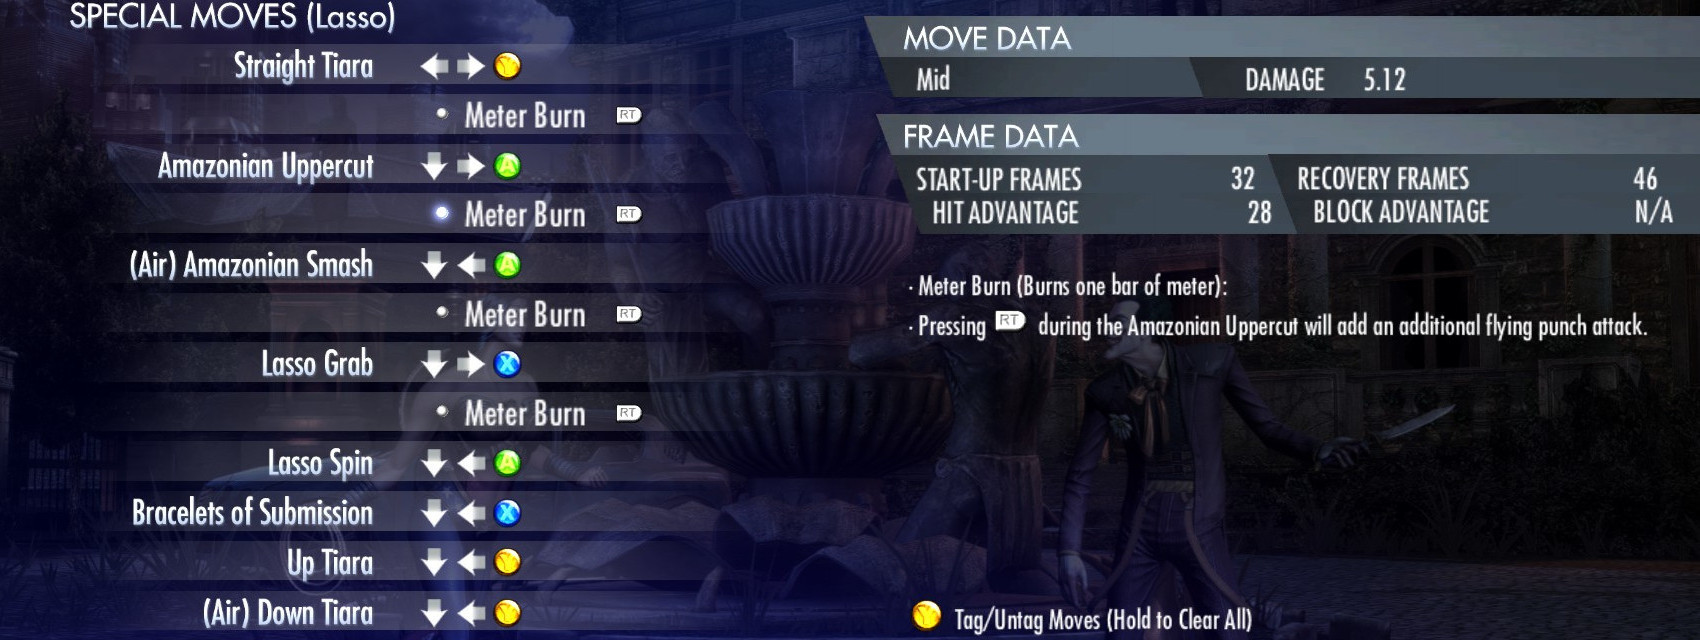 SPECIAL MOVES (Lasso)
Straight Tiara Y
Meter Burn RT
Amazonian Uppercut A
Meter Burn RT
(Air) Amazonian Smash A
Meter Burn RT
Lasso Grab X
Meter Burn RT
Lasso Spin A
Bracelets of Submission X
Up Tiara Y
(Air) Down Tiara Y
MOVE DATA
Mid DAMAGE 5.12
FRAME DATA
START-UP FRAMES 32 RECOVERY FRAMES 46
HIT ADVANTAGE 28 BLOCK ADVANTAGE N/A
· Meter Burn (Burns one bar of meter):
· Pressing RT during the Amazonian Uppercut will add an additional flying punch attack.
Y Tag/Untag Moves (Hold to Clear All)